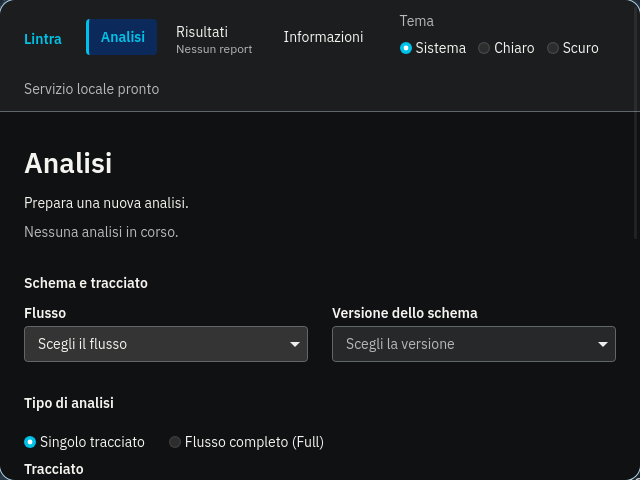 Lintra
Analisi
Risultati
Nessun report
Informazioni
Tema
Sistema
Chiaro
Scuro
Servizio locale pronto
Analisi
Prepara una nuova analisi.
Nessuna analisi in corso.
Schema e tracciato
Flusso
Versione dello schema
Scegli il flusso
Scegli la versione
Tipo di analisi
Singolo tracciato
Flusso completo (Full)
Tracciato